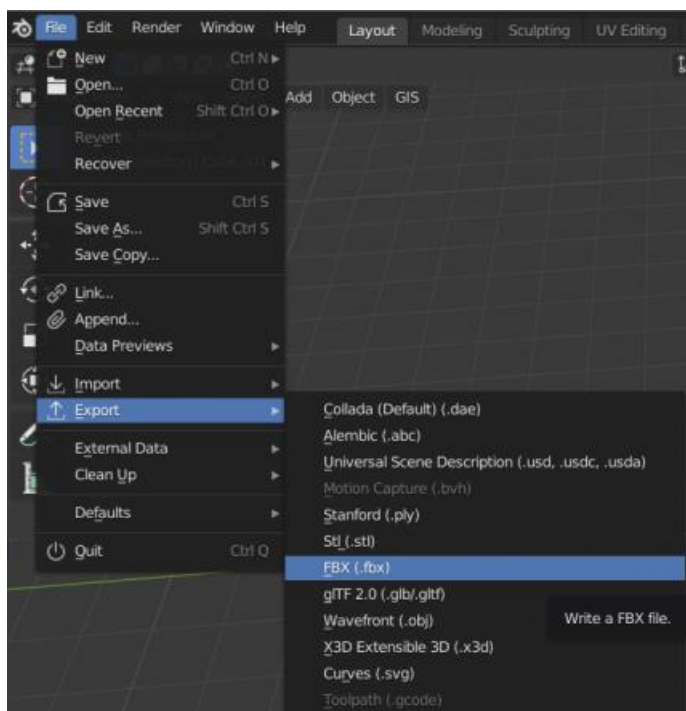 File Edit Render Window Help Layout Modeling Sculpting UV Editing
New Ctrl N
Open... Ctrl O
Add Object GIS
Open Recent Shift Ctrl O
Revert
Recover
Save Ctrl S
Save As... Shift Ctrl S
Save Copy...
Link...
Append...
Data Previews
Import
Export
External Data
Clean Up
Defaults
Quit Ctrl Q
Collada (Default) (.dae)
Alembic (.abc)
Universal Scene Description (.usd, .usdc, .usda)
Motion Capture (.bvh)
Stanford (.ply)
Stl (.stl)
FBX (.fbx)
glTF 2.0 (.glb/.gltf)
Wavefront (.obj)
X3D Extensible 3D (.x3d)
Curves (.svg)
Toolpath (.gcode)
Write a FBX file.